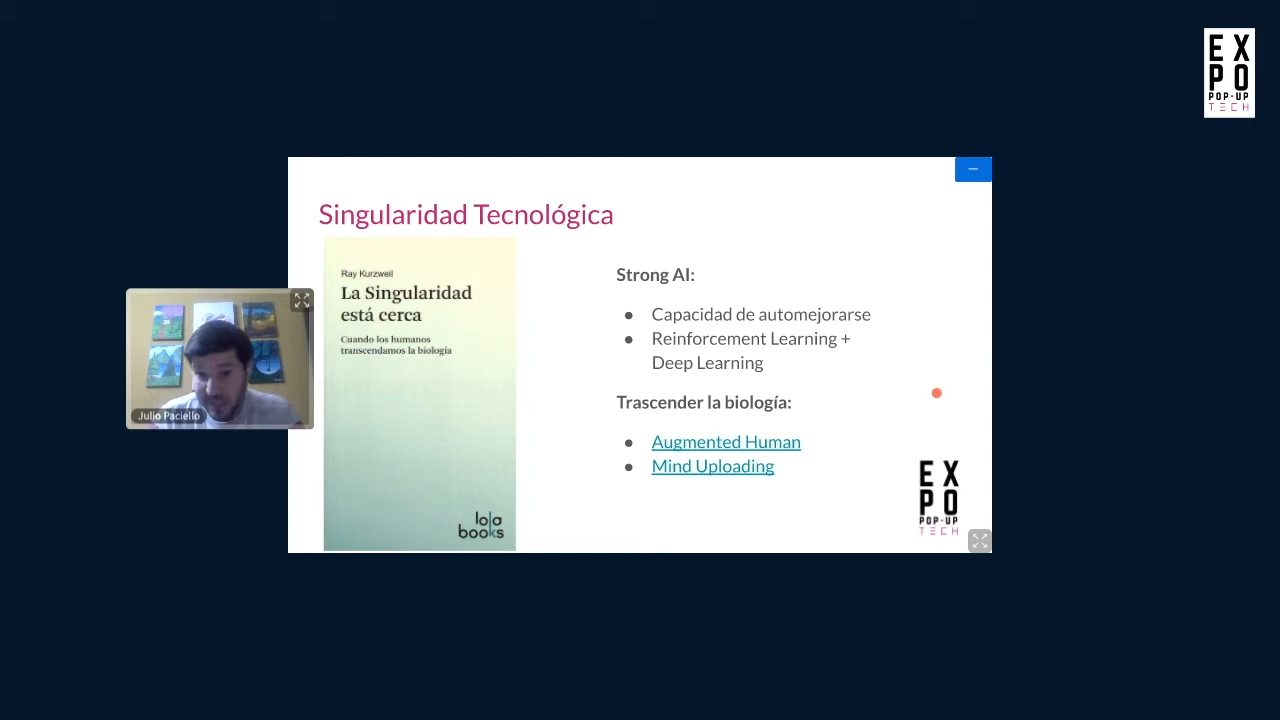 EX
PO
POP-UP
TECH
Singularidad Tecnológica
Ray Kurzweil
La Singularidad
está cerca
Cuando los humanos
transcendamos la biología
lola
books
Julio Paciello
Strong AI:
● Capacidad de automejorarse
● Reinforcement Learning +
Deep Learning
Trascender la biología:
● Augmented Human
● Mind Uploading
EX
PO
POP-UP
TECH